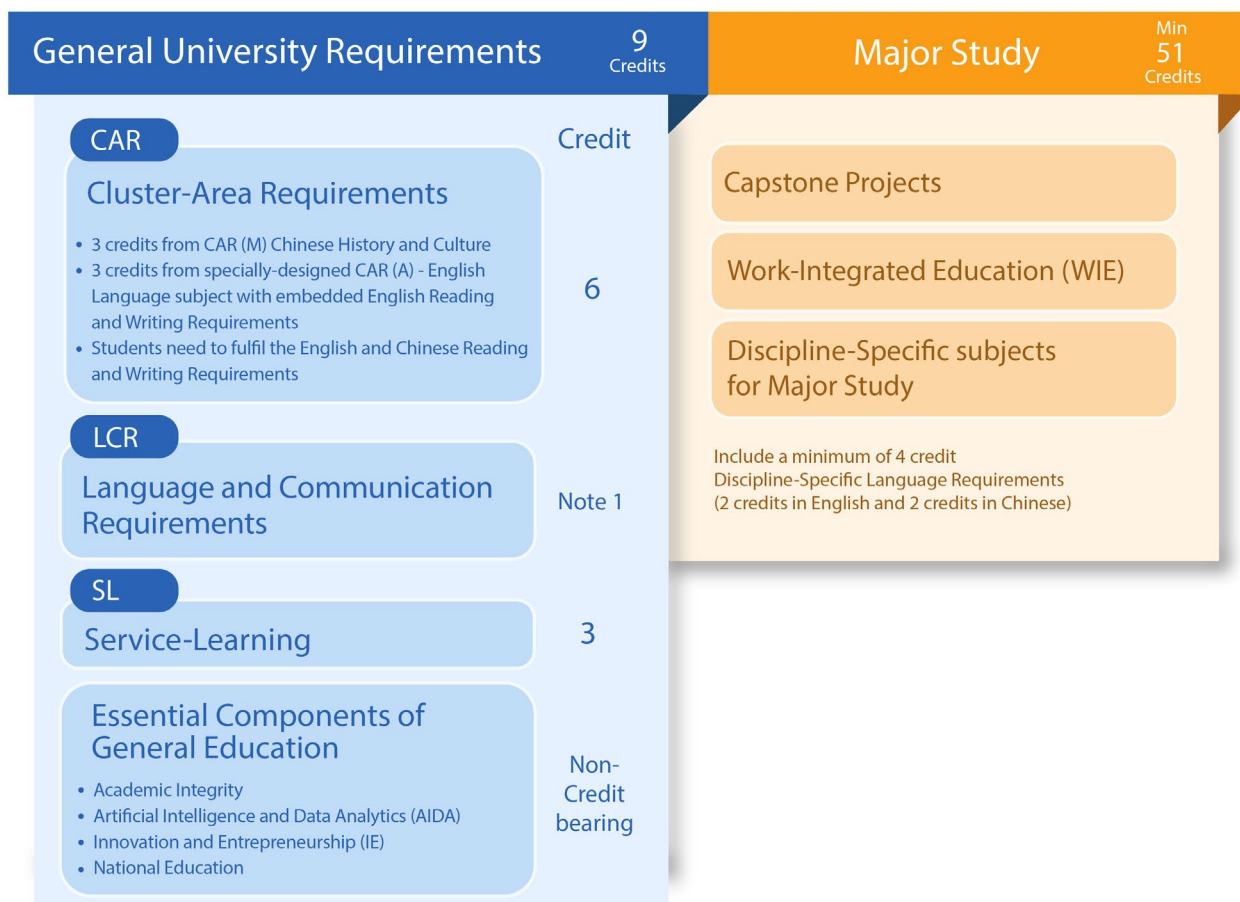 General University Requirements
9
Credits
CAR
Credit
Cluster-Area Requirements
• 3 credits from CAR (M) Chinese History and Culture
• 3 credits from specially-designed CAR (A) - English
Language subject with embedded English Reading
and Writing Requirements
• Students need to fulfil the English and Chinese Reading
and Writing Requirements
6
LCR
Language and Communication
Requirements
Note 1
SL
Service-Learning
3
Essential Components of
General Education
• Academic Integrity
• Artificial Intelligence and Data Analytics (AIDA)
• Innovation and Entrepreneurship (IE)
• National Education
Non-
Credit
bearing
Major Study
Min
51
Credits
Capstone Projects
Work-Integrated Education (WIE)
Discipline-Specific subjects
for Major Study
Include a minimum of 4 credit
Discipline-Specific Language Requirements
(2 credits in English and 2 credits in Chinese)